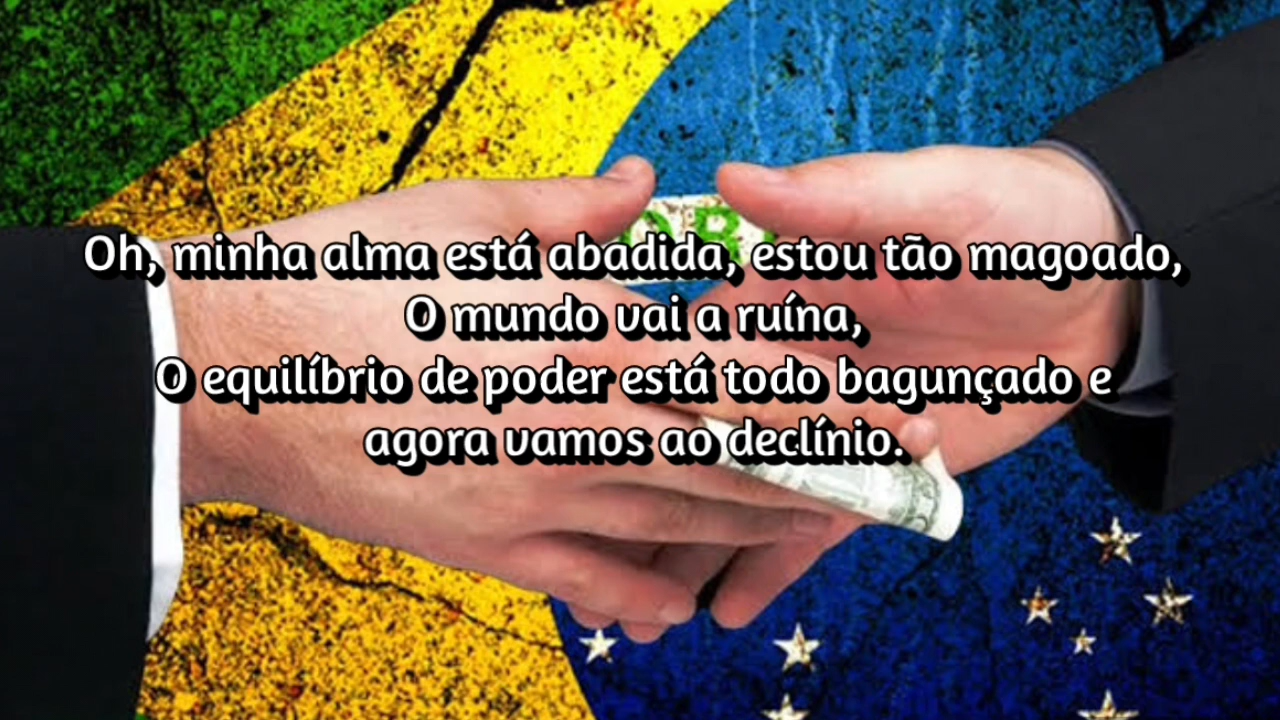 Oh, minha alma está abadida, estou tão magoado,
O mundo vai a ruína,
O equilíbrio de poder está todo bagunçado e
agora vamos ao declínio.